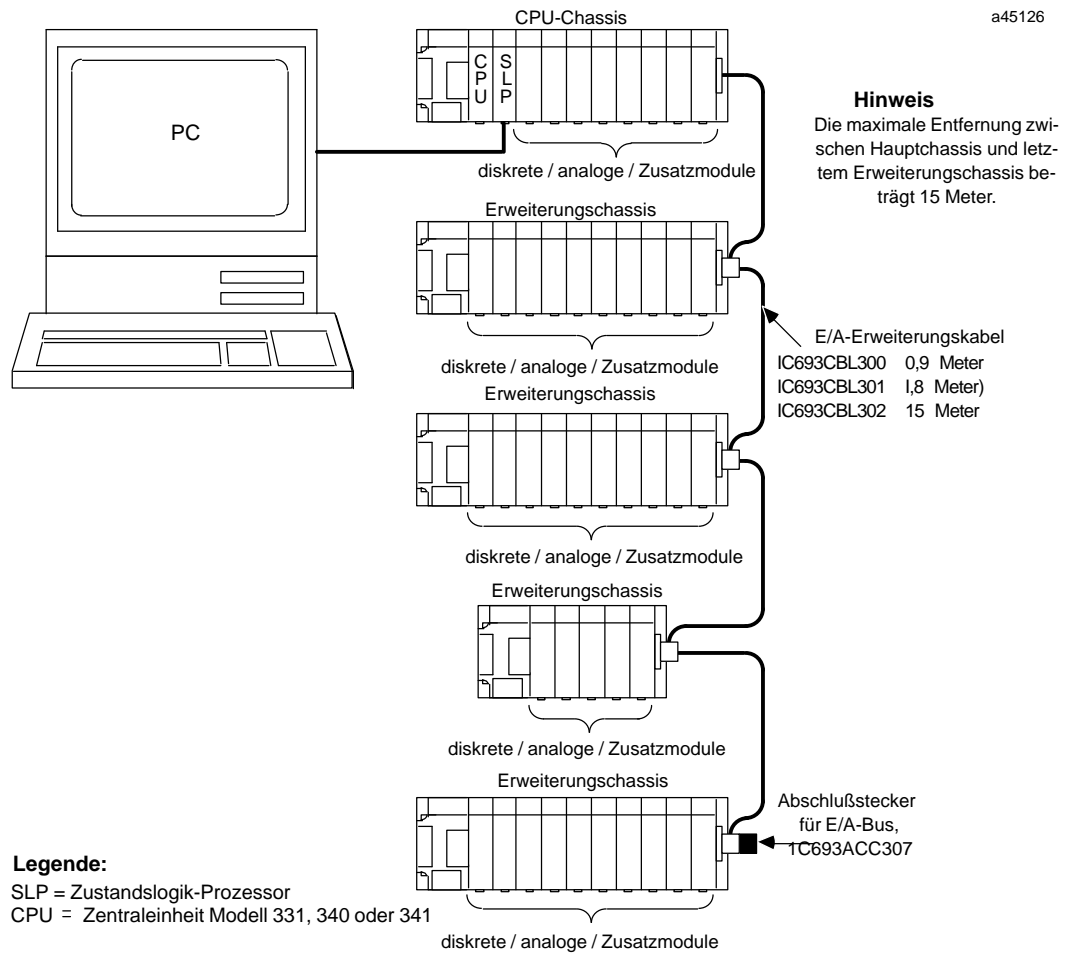 CPU-Chassis
a45126
CPU
SLP
PC
diskrete / analoge / Zusatzmodule
Hinweis
Die maximale Entfernung zwi-
schen Hauptchassis und letz-
tem Erweiterungschassis be-
trägt 15 Meter.
Erweiterungschassis
diskrete / analoge / Zusatzmodule
E/A-Erweiterungskabel
IC693CBL300 0,9 Meter
IC693CBL301 I,8 Meter)
IC693CBL302 15 Meter
Erweiterungschassis
diskrete / analoge / Zusatzmodule
Erweiterungschassis
diskrete / analoge / Zusatzmodule
Erweiterungschassis
Abschlußstecker
für E/A-Bus,
1C693ACC307
diskrete / analoge / Zusatzmodule
Legende:
SLP = Zustandslogik-Prozessor
CPU = Zentraleinheit Modell 331, 340 oder 341